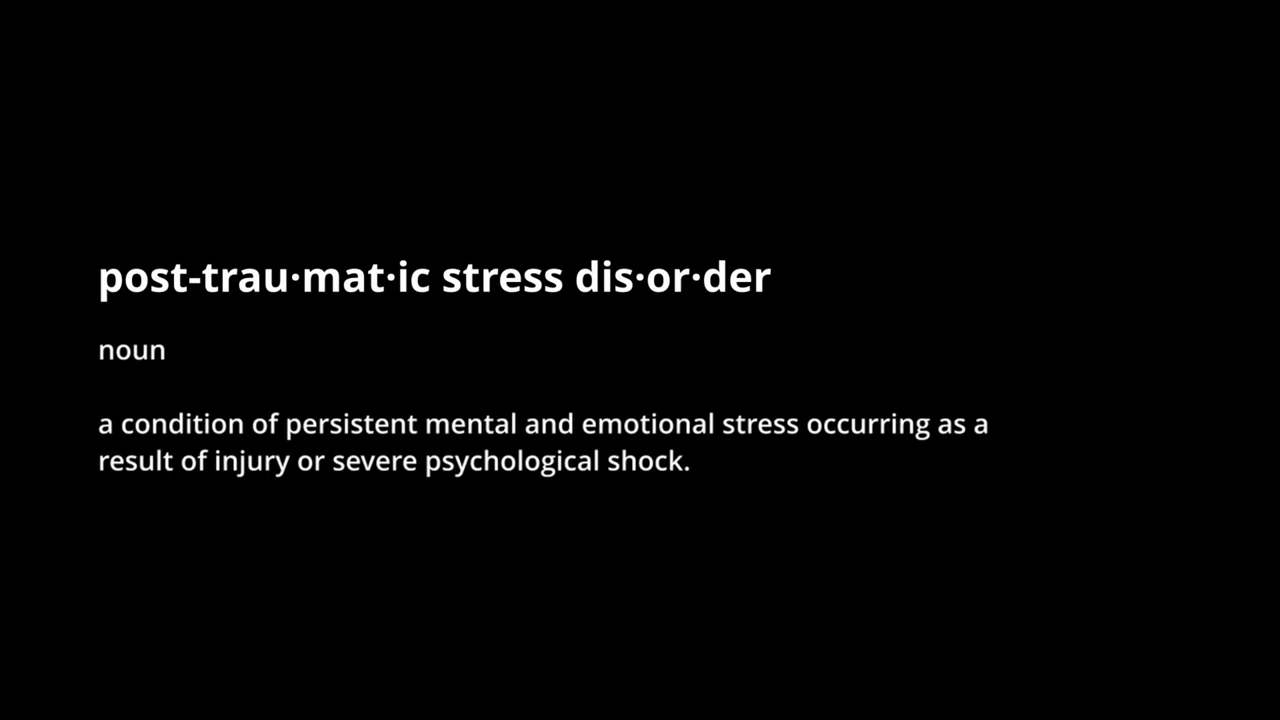 post-trau·mat·ic stress dis·or·der
noun
a condition of persistent mental and emotional stress occurring as a
result of injury or severe psychological shock.